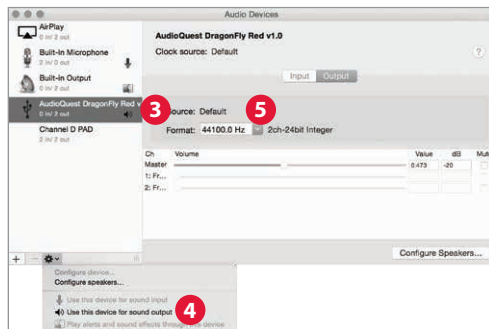 Audio Devices
AirPlay
0 in/ 2 out
Built-in Microphone
2 in/ 0 out
Built-in Output
0 in/ 2 out
AudioQuest DragonFly Red v
0 in/ 2 out
Channel D PAD
2 in/ 2 out
AudioQuest DragonFly Red v1.0
Clock source: Default
?
Input Output
3 Source: Default 5
Format: 44100.0 Hz 2ch-24bit Integer
Ch Volume Value dB Mute
Master 0.473 -20
1: Fr...
2: Fr...
Configure Speakers...
Configure device...
Configure speakers...
Use this device for sound input
Use this device for sound output 4
Play alerts and sound effects through device